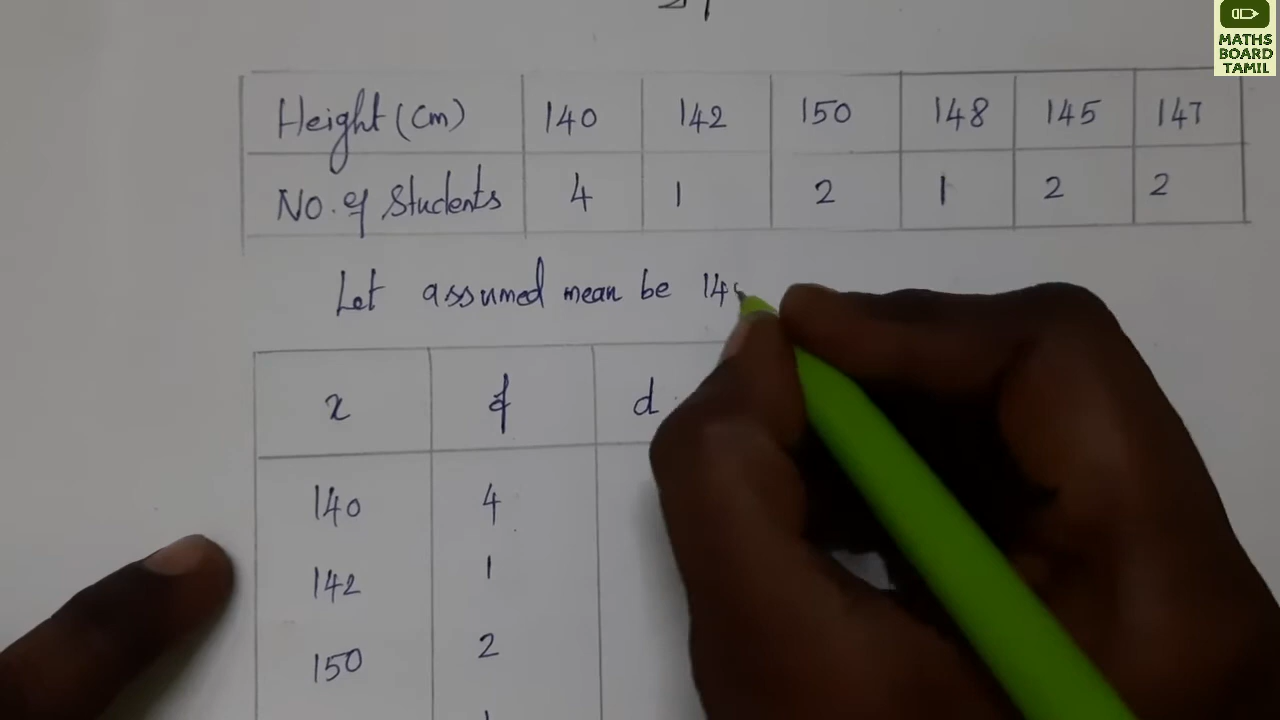 MATHS
BOARD
TAMIL
Height (Cm) 140 142 150 148 145 147
No. of Students 4 1 2 1 2 2
Let assumed mean be
x f d
140 4
142 1
150 2